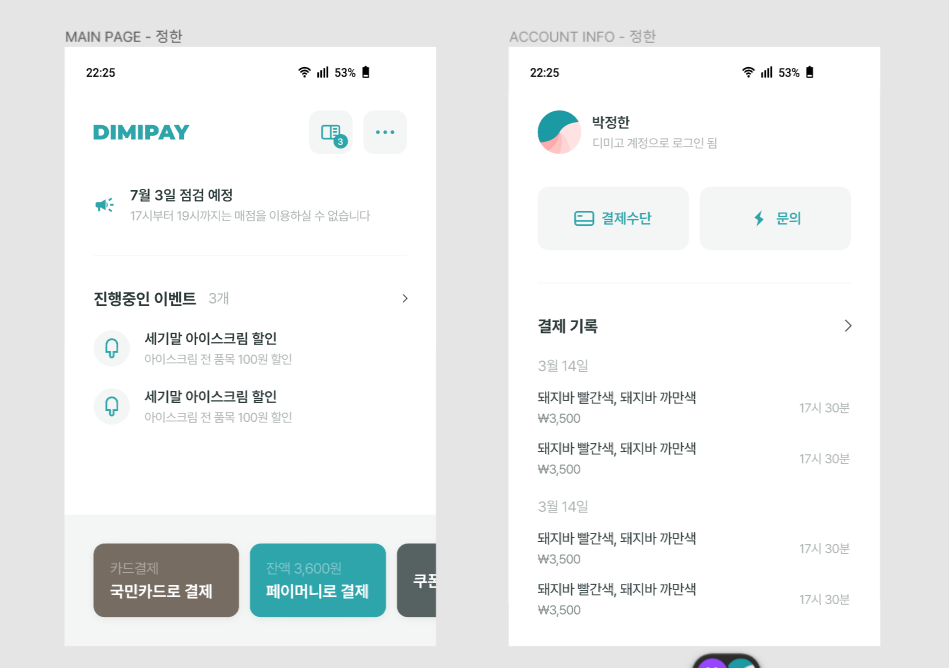 MAIN PAGE - 정한
22:25
53%
DIMIPAY
3
7월 3일 점검 예정
17시부터 19시까지는 매점을 이용하실 수 없습니다
진행중인 이벤트 3개
세기말 아이스크림 할인
아이스크림 전 품목 100원 할인
세기말 아이스크림 할인
아이스크림 전 품목 100원 할인
카드결제
국민카드로 결제
잔액 3,600원
페이머니로 결제
ACCOUNT INFO - 정한
22:25
53%
박정한
디미고 계정으로 로그인 됨
결제수단
문의
결제 기록
3월 14일
돼지바 빨간색, 돼지바 까만색
₩3,500
17시 30분
돼지바 빨간색, 돼지바 까만색
₩3,500
17시 30분
3월 14일
돼지바 빨간색, 돼지바 까만색
₩3,500
17시 30분
돼지바 빨간색, 돼지바 까만색
₩3,500
17시 30분